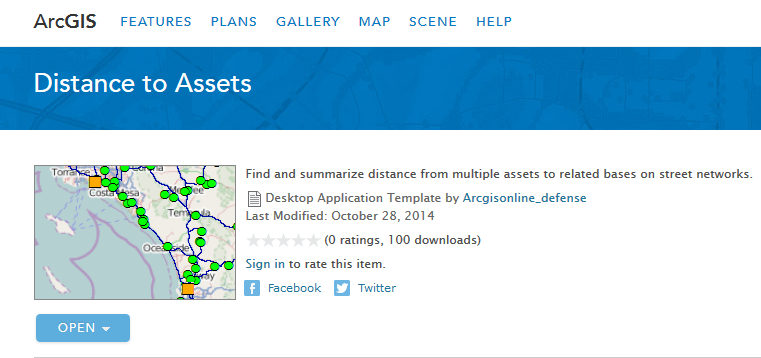 ArcGIS FEATURES PLANS GALLERY MAP SCENE HELP
Distance to Assets
Find and summarize distance from multiple assets to related bases on street networks.
Desktop Application Template by Arcgisonline_defense
Last Modified: October 28, 2014
(0 ratings, 100 downloads)
Sign in to rate this item.
Facebook Twitter
Torrance
Costa Mesa
Oceanside
OPEN